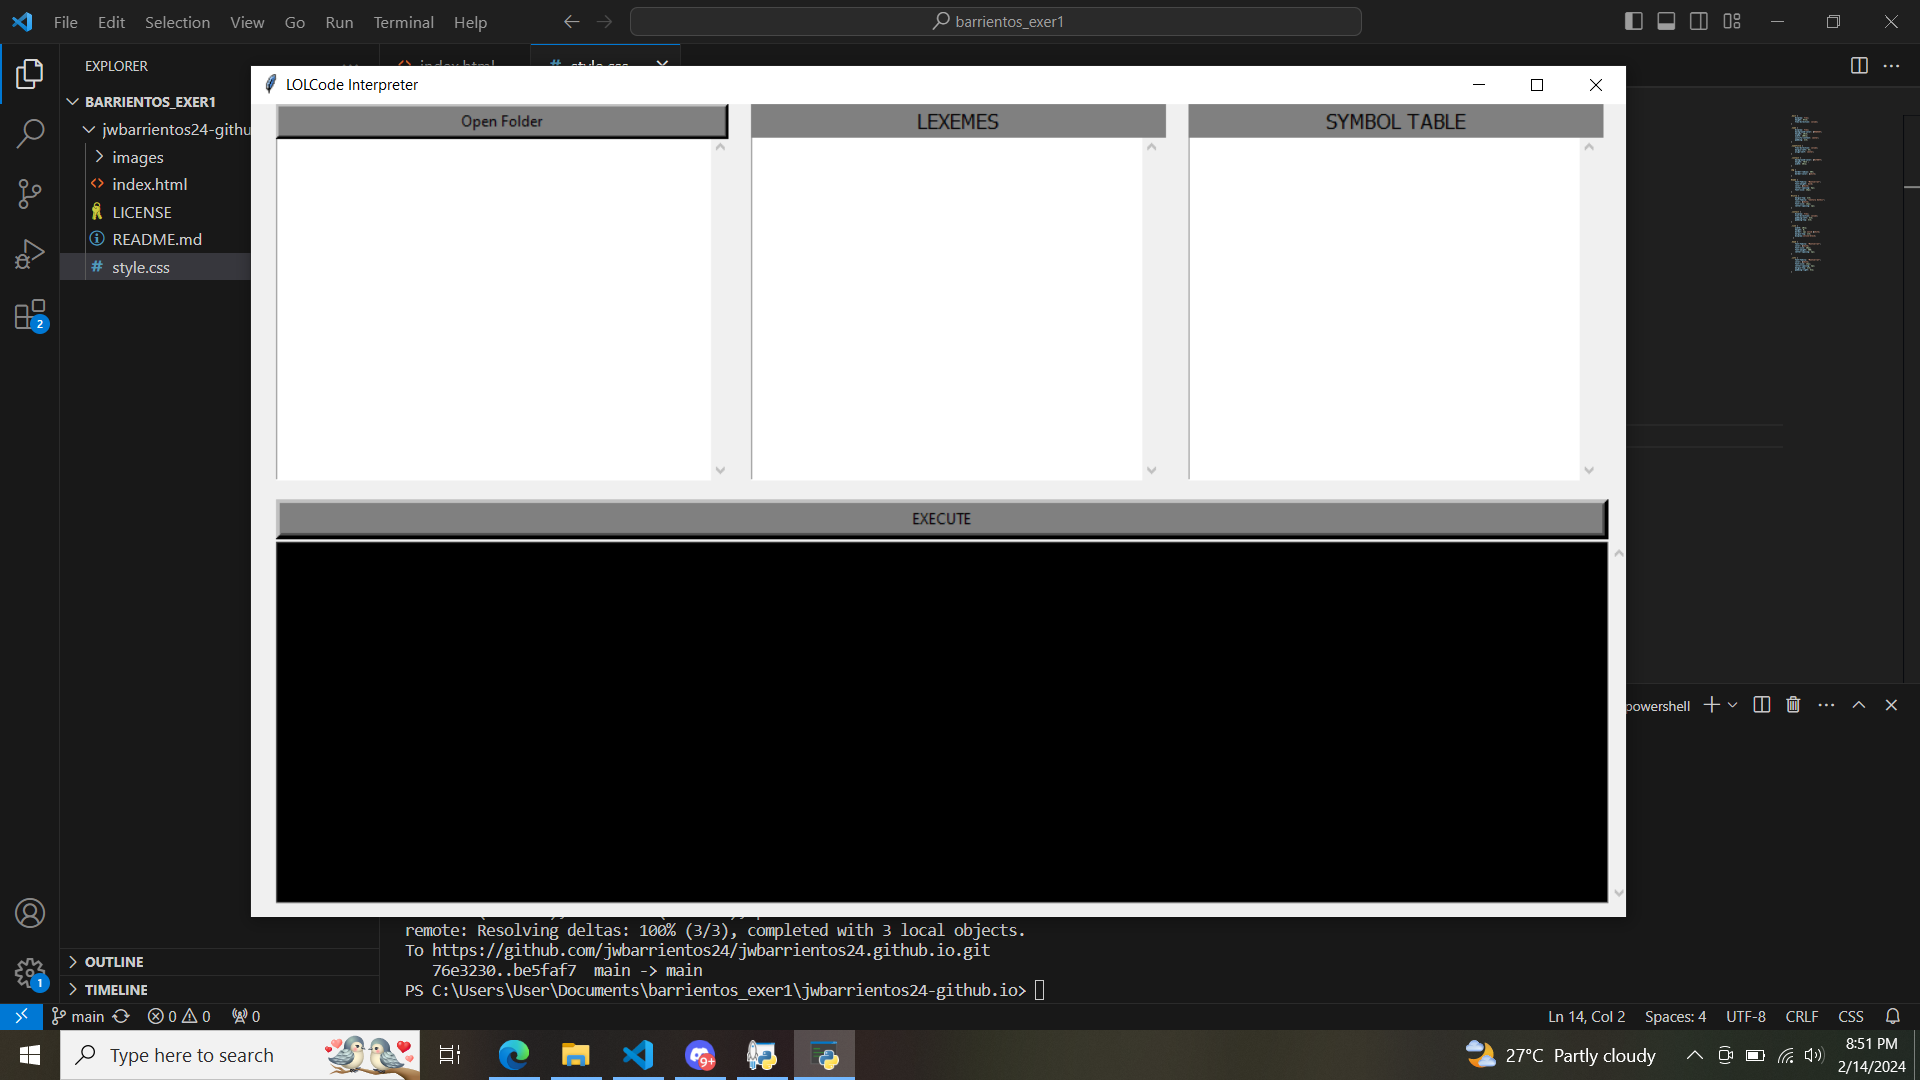 File Edit Selection View Go Run Terminal Help
barrientos_exer1
EXPLORER
BARRIENTOS_EXER1
jwbarrientos24-githu
images
index.html
LICENSE
README.md
style.css
2
LOLCode Interpreter
Open Folder
LEXEMES
SYMBOL TABLE
EXECUTE
powershell
remote: Resolving deltas: 100% (3/3), completed with 3 local objects.
To https://github.com/jwbarrientos24/jwbarrientos24.github.io.git
76e3230..be5faf7 main -> main
PS C:\Users\User\Documents\barrientos_exer1\jwbarrientos24-github.io>
1
OUTLINE
TIMELINE
main 0 0 0
Ln 14, Col 2 Spaces: 4 UTF-8 CRLF CSS
Type here to search
9+
27°C Partly cloudy
8:51 PM
2/14/2024